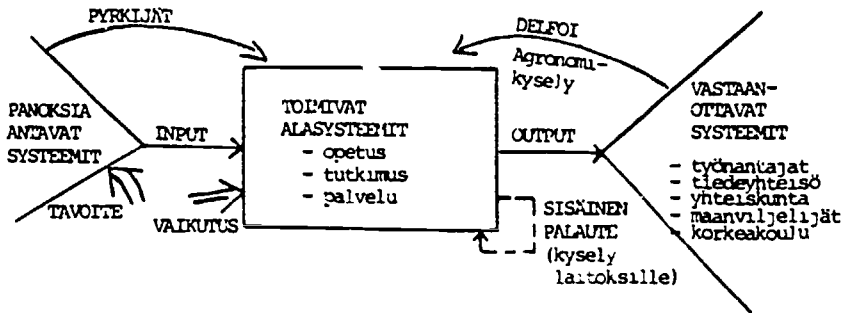 PYRKIJÄT
PANOKSIA
ANTAVAT
SYSTEEMIT
INPUT
TAVOITE
VAIKUTUS
TOIMIVAT
ALASYSTEEMIT
- opetus
- tutkimus
- palvelu
DELFOI
Agronomi-
kysely
OUTPUT
SISÄINEN
PALAUTE
(kysely
laitoksille)
VASTAAN-
OTTAVAT
SYSTEEMIT
- työnantajat
- tiedeyhteisö
- yhteiskunta
- maanviljelijät
- korkeakoulu